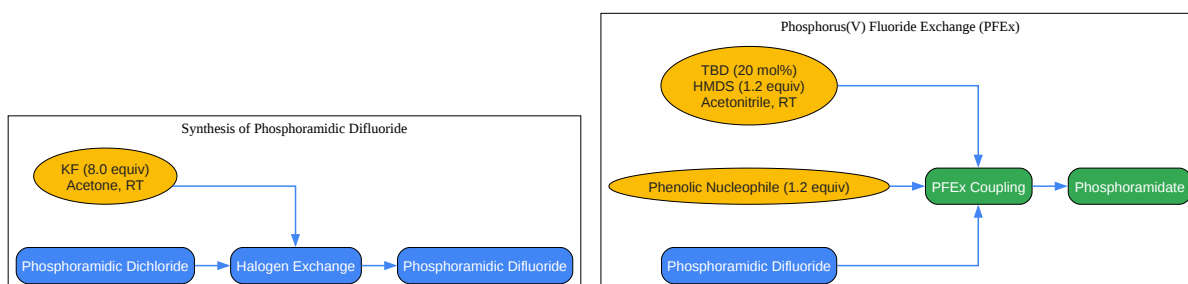 Synthesis of Phosphoramidic Difluoride
KF (8.0 equiv)
Acetone, RT
Phosphoramidic Dichloride
Halogen Exchange
Phosphoramidic Difluoride
Phosphorus(V) Fluoride Exchange (PFEx)
TBD (20 mol%)
HMDS (1.2 equiv)
Acetonitrile, RT
Phenolic Nucleophile (1.2 equiv)
PFEx Coupling
Phosphoramidate
Phosphoramidic Difluoride